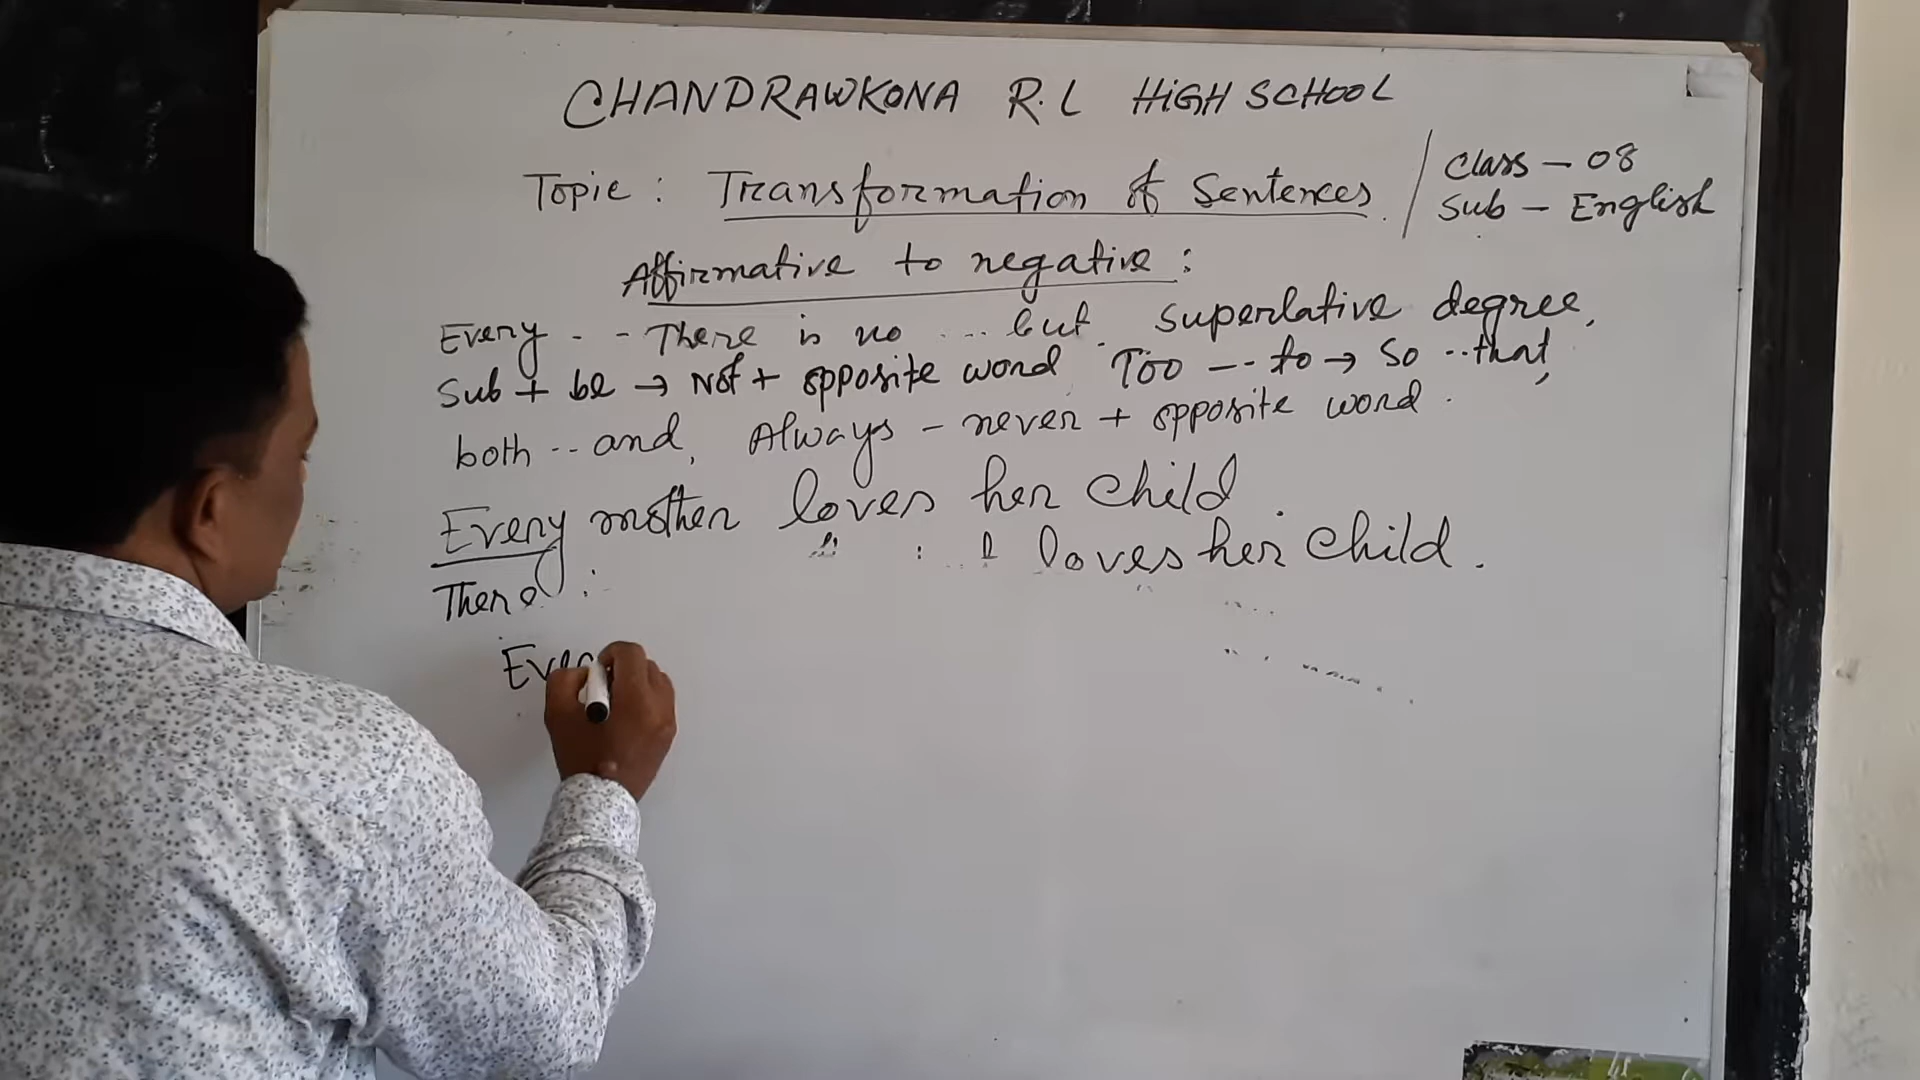 CHANDRAWKONA R.L HIGH SCHOOL
Topic : Transformation of Sentences.
Class - 08
Sub - English
Affirmative to negative :
Every - - There is no ... but. superlative degree,
Sub + be → Not + opposite word Too --- to → So ..that,
both .. and, Always - never + opposite word.
Every mother loves her child.
loves her child.
There
Ever